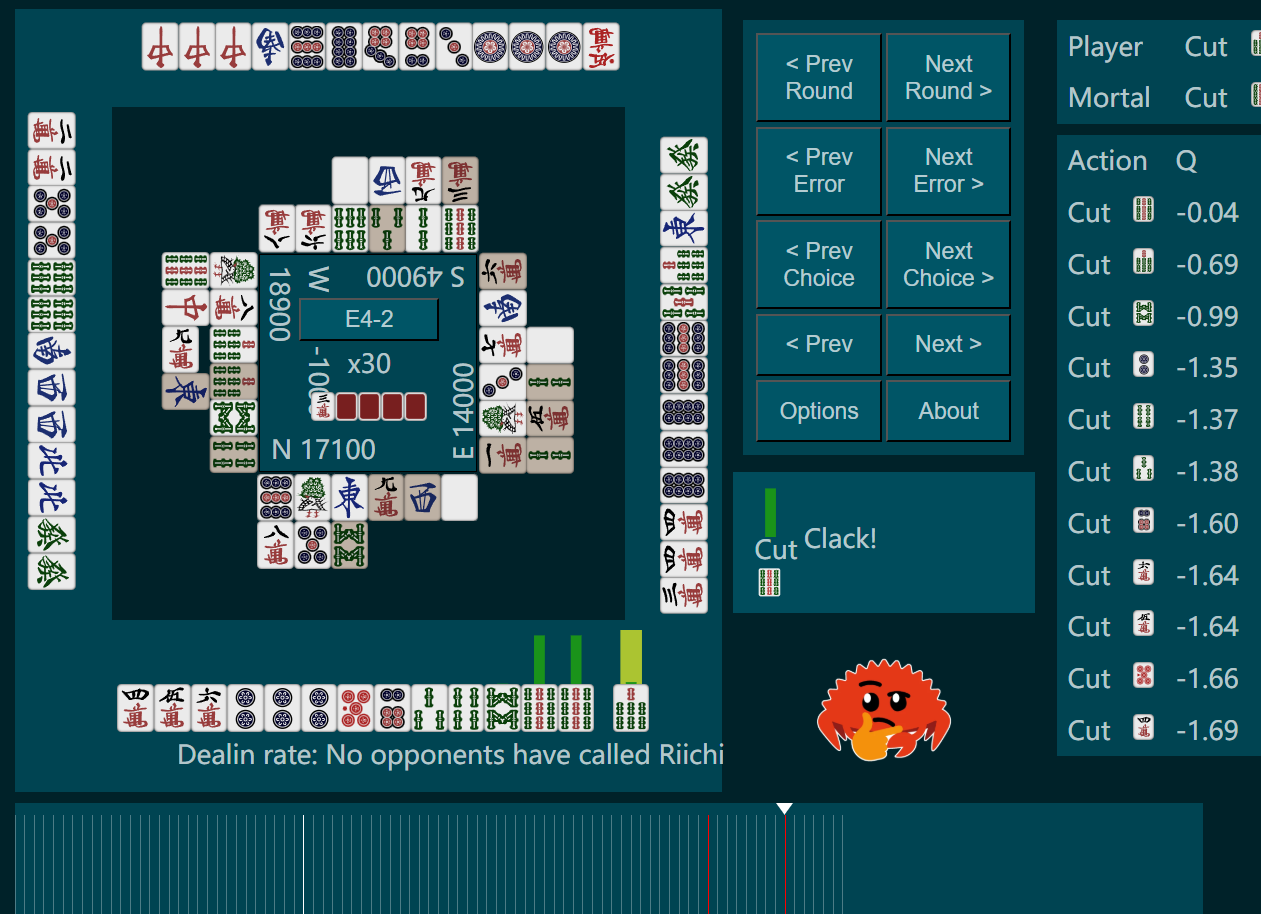 < Prev
Round
Next
Round >
< Prev
Error
Next
Error >
< Prev
Choice
Next
Choice >
< Prev
Next >
Options
About
Player Cut
Mortal Cut
Action Q
Cut -0.04
Cut -0.69
Cut -0.99
Cut -1.35
Cut -1.37
Cut -1.38
Cut -1.60
Cut -1.64
Cut -1.64
Cut -1.66
Cut -1.69
S 49000
W 18900
-100
E4-2
x30
N 17100
E 14000
Cut
Clack!
Dealin rate: No opponents have called Riichi